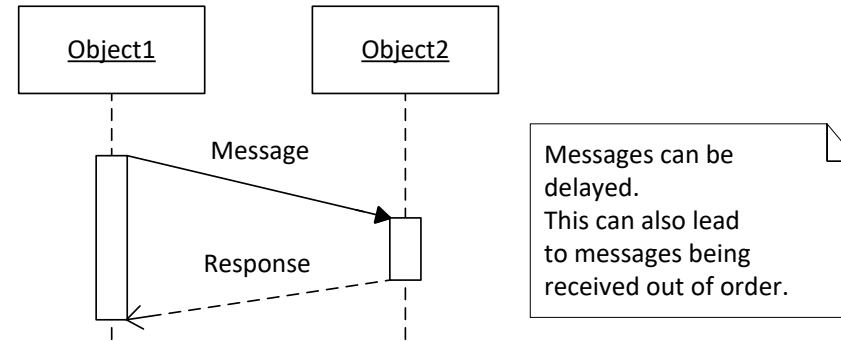 Object1
Object2
Message
Response
Messages can be
delayed.
This can also lead
to messages being
received out of order.